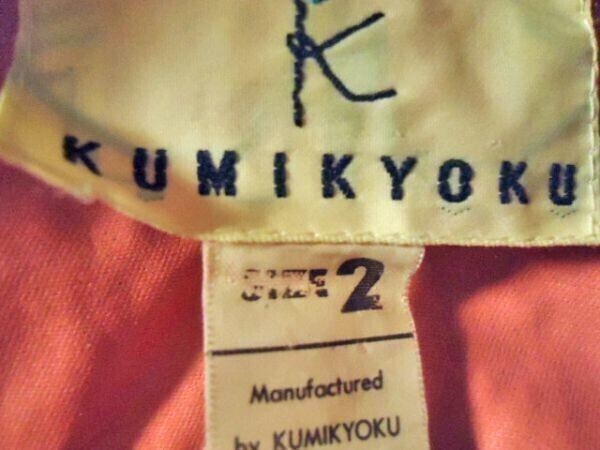 K
KUMIKYOKU
SIZE 2
Manufactured
by KUMIKYOKU